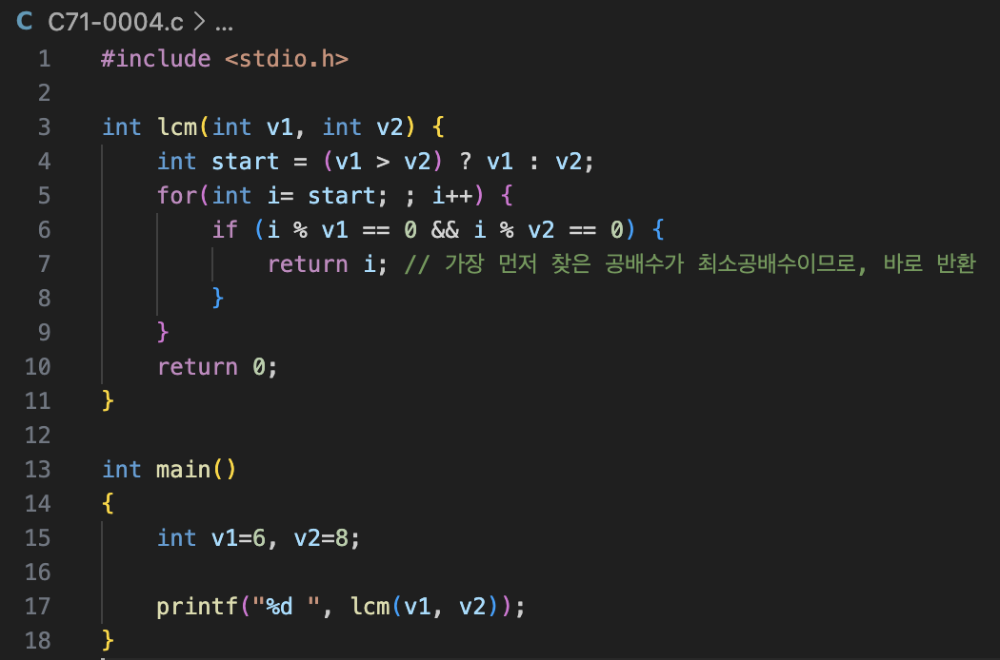 C C71-0004.c > ...
1 #include <stdio.h>
2
3 int lcm(int v1, int v2) {
4     int start = (v1 > v2) ? v1 : v2;
5     for(int i= start; ; i++) {
6         if (i % v1 == 0 && i % v2 == 0) {
7             return i; // 가장 먼저 찾은 공배수가 최소공배수이므로, 바로 반환
8         }
9     }
10     return 0;
11 }
12
13 int main()
14 {
15     int v1=6, v2=8;
16
17     printf("%d ", lcm(v1, v2));
18 }